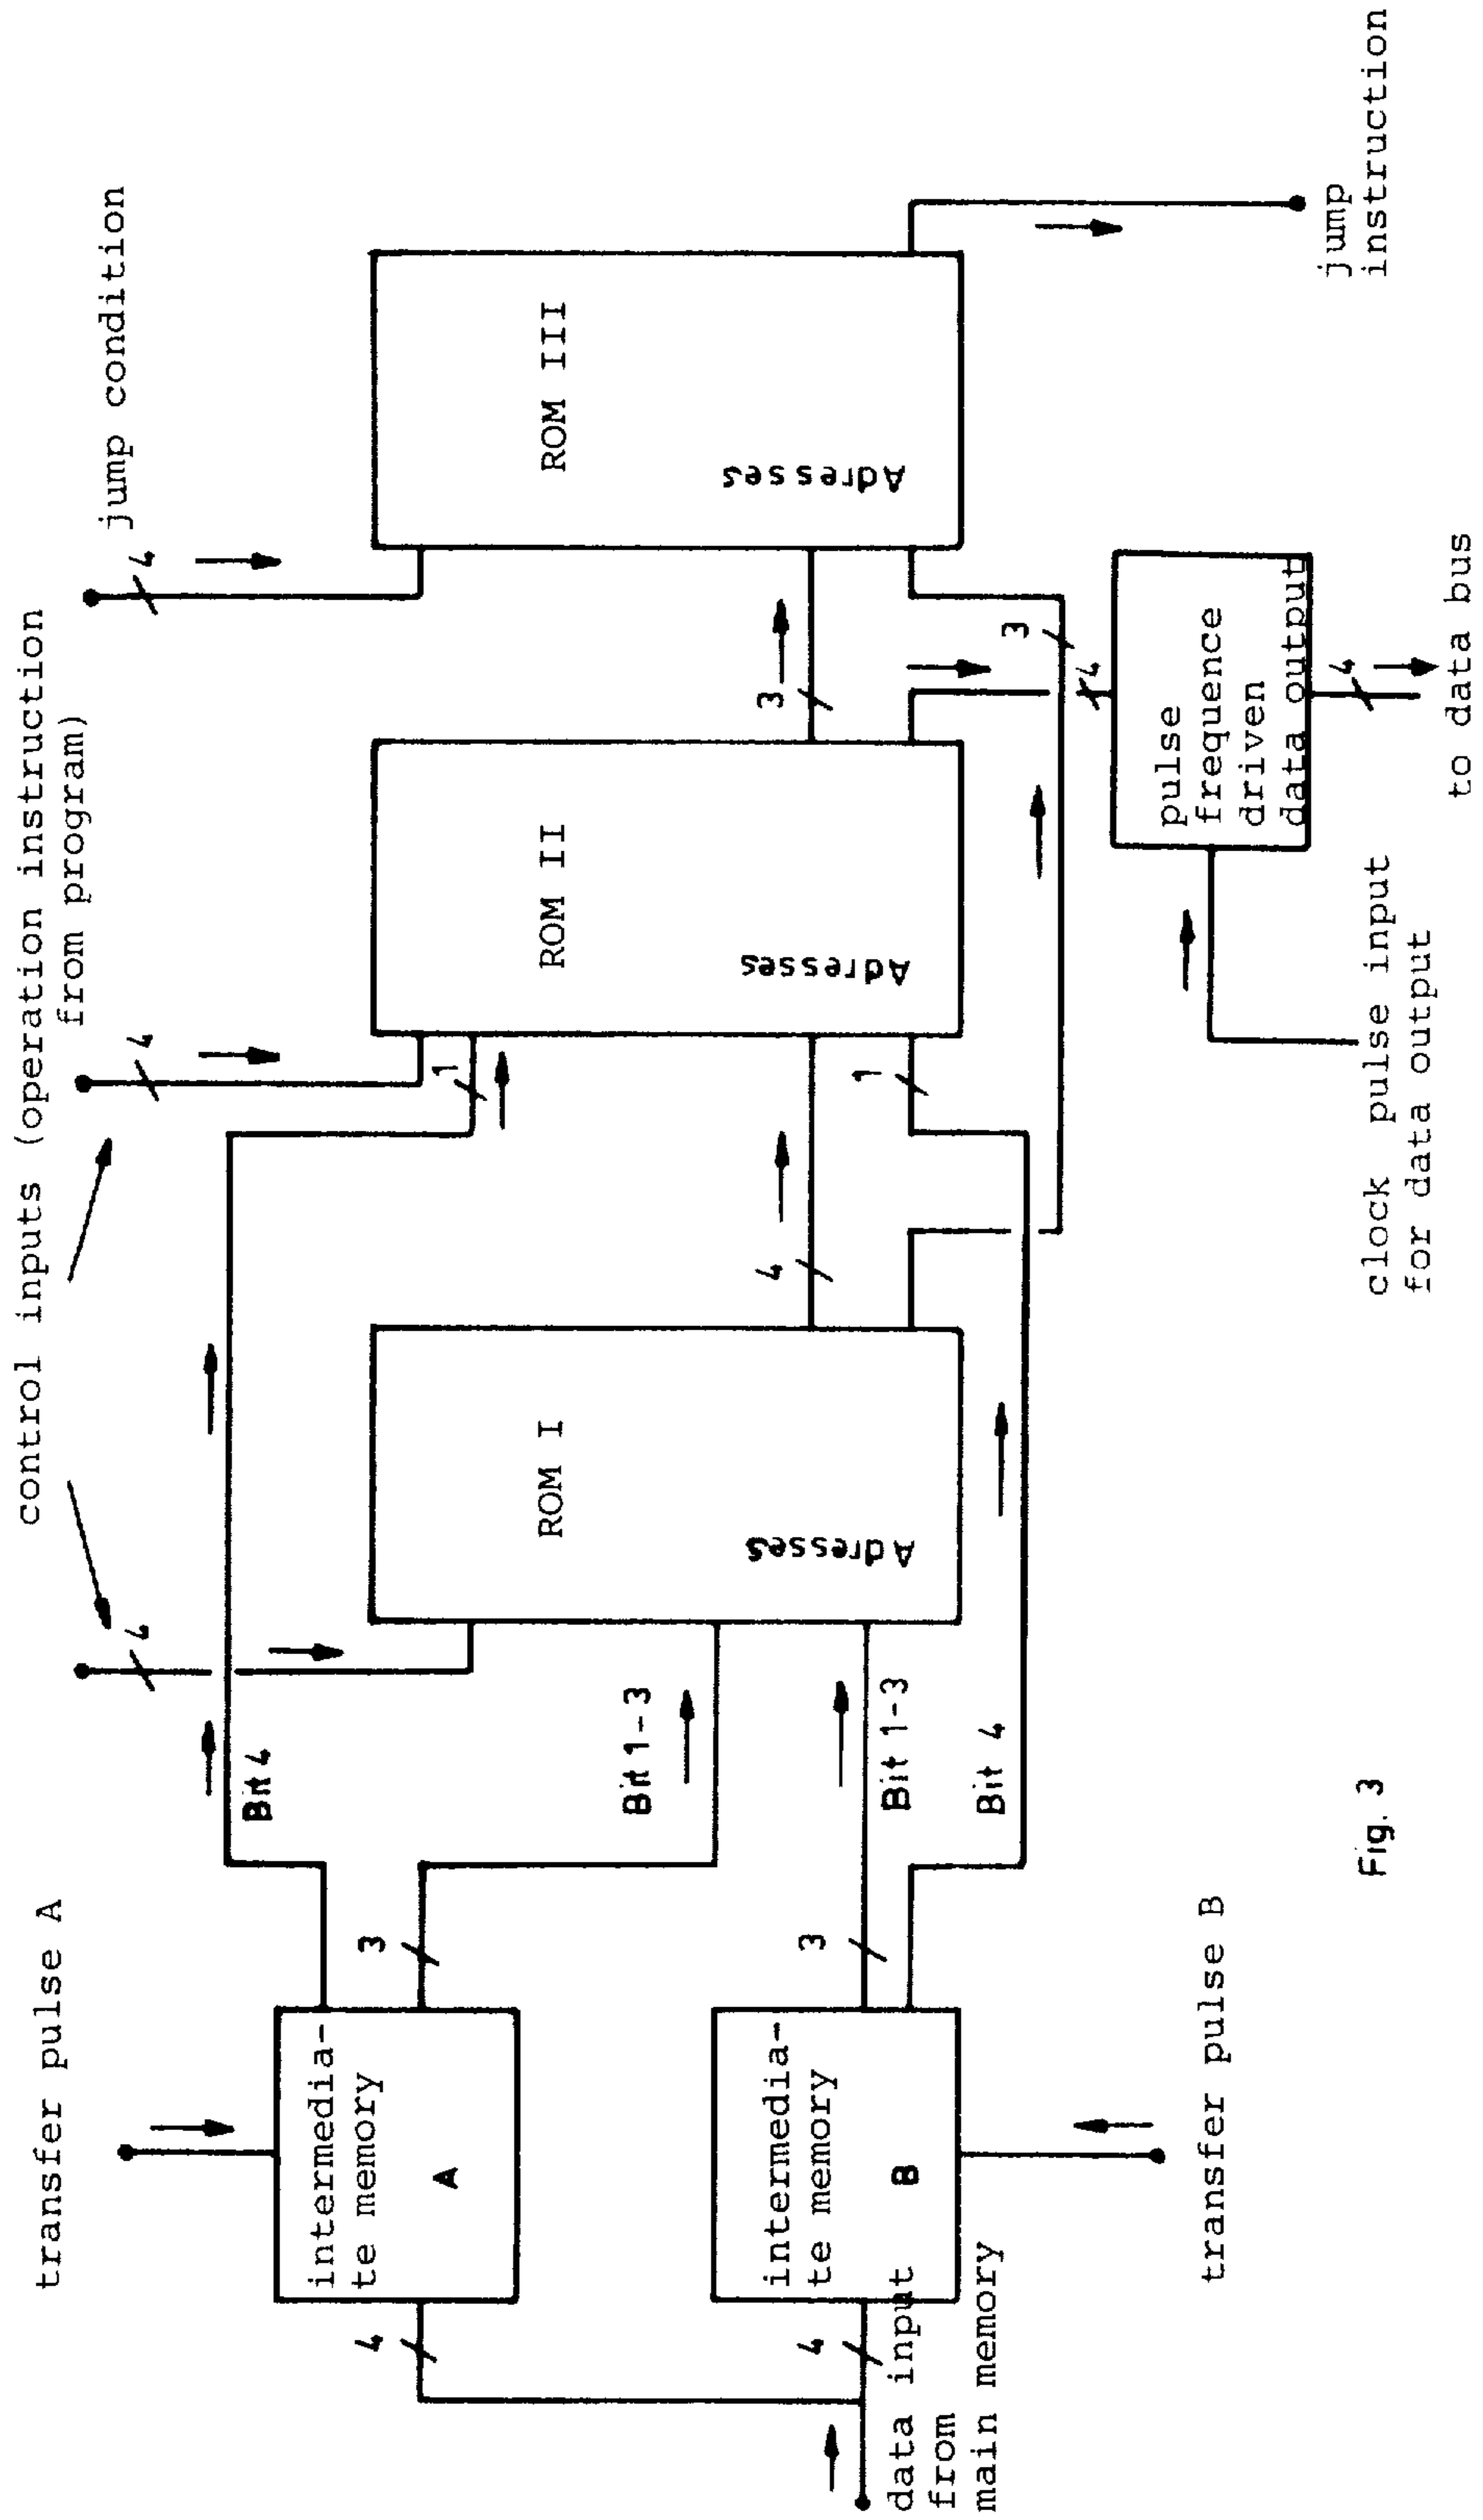 control inputs (operation instruction
from program)
jump condition
transfer pulse A
4
4
4
Bit 4
1
intermedia-
te memory
A
3
4
Bit 1-3
ROM I
ROM II
ROM III
Adresses
Adresses
Adresses
4
3
intermedia-
te memory
B
4
3
Bit 1-3
Bit 4
1
3
4
data input
from
main memory
pulse
frequence
driven
data output
4
transfer pulse B
jump
instruction
clock pulse input
for data output
to data bus
Fig. 3